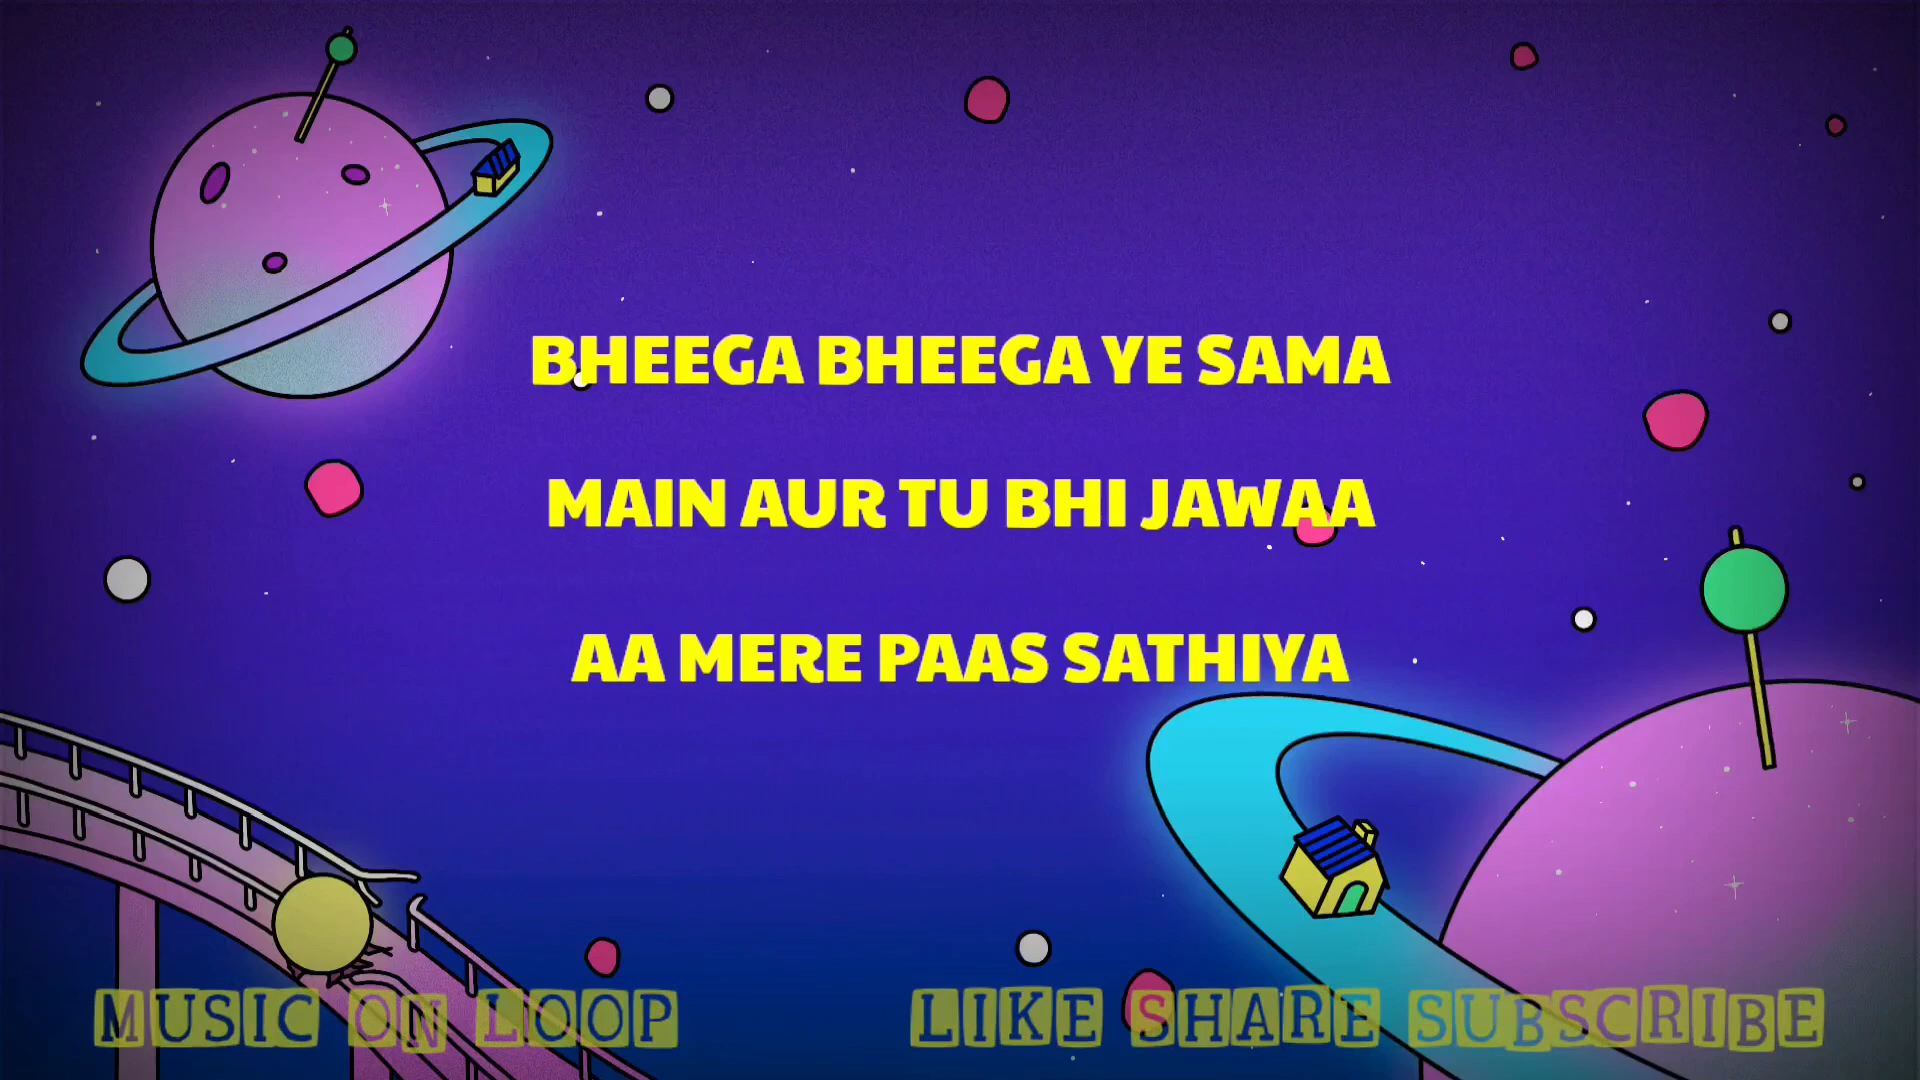 BHEEGA BHEEGA YE SAMA
MAIN AUR TU BHI JAWAA
AA MERE PAAS SATHIYA
MUSIC ON LOOP
LIKE SHARE SUBSCRIBE